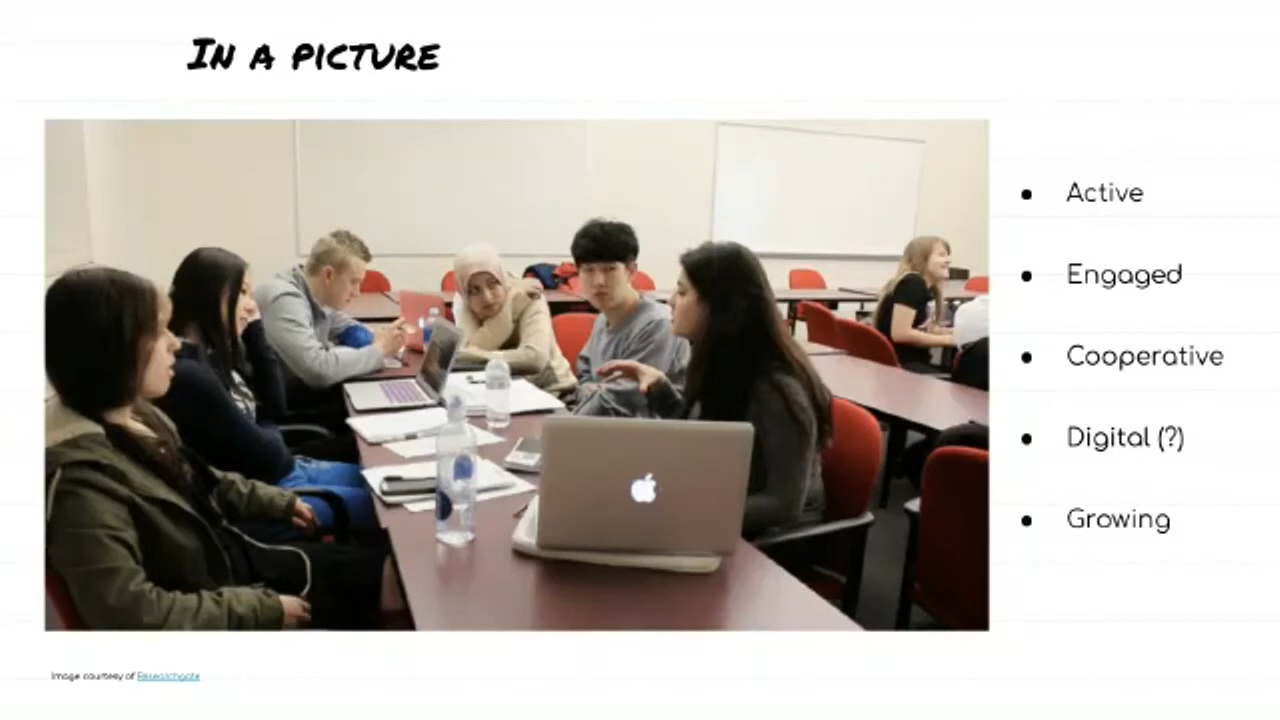 In a picture
Active
Engaged
Cooperative
Digital (?)
Growing
Image courtesy of Researchgate